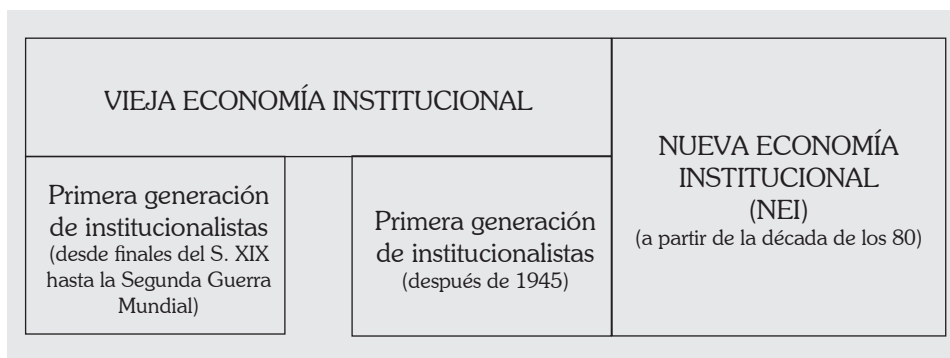 VIEJA ECONOMÍA INSTITUCIONAL
Primera generación
de institucionalistas
(desde finales del S. XIX
hasta la Segunda Guerra
Mundial)
Primera generación
de institucionalistas
(después de 1945)
NUEVA ECONOMÍA
INSTITUCIONAL
(NEI)
(a partir de la década de los 80)